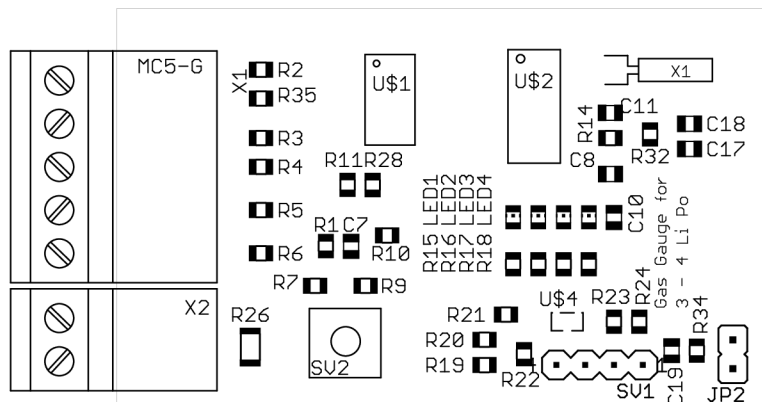 MC5-G
X1
R2
R35
R3
R4
R5
R6
U$1
U$2
X1
C11
R14
C18
C17
R32
C8
R11
R28
R1
C7
R10
R7
R9
R15 LED1
R16 LED2
R17 LED3
R18 LED4
C10
Gas Gauge for
3 - 4 Li Po
X2
R26
SV2
R21
R20
R19
R22
U$4
R23
R24
R34
1
SV1
C19
JP2